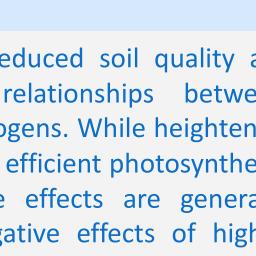 educed soil quality a
relationships betwe
ogens. While heighten
efficient photosynthe
e effects are genera
gative effects of high